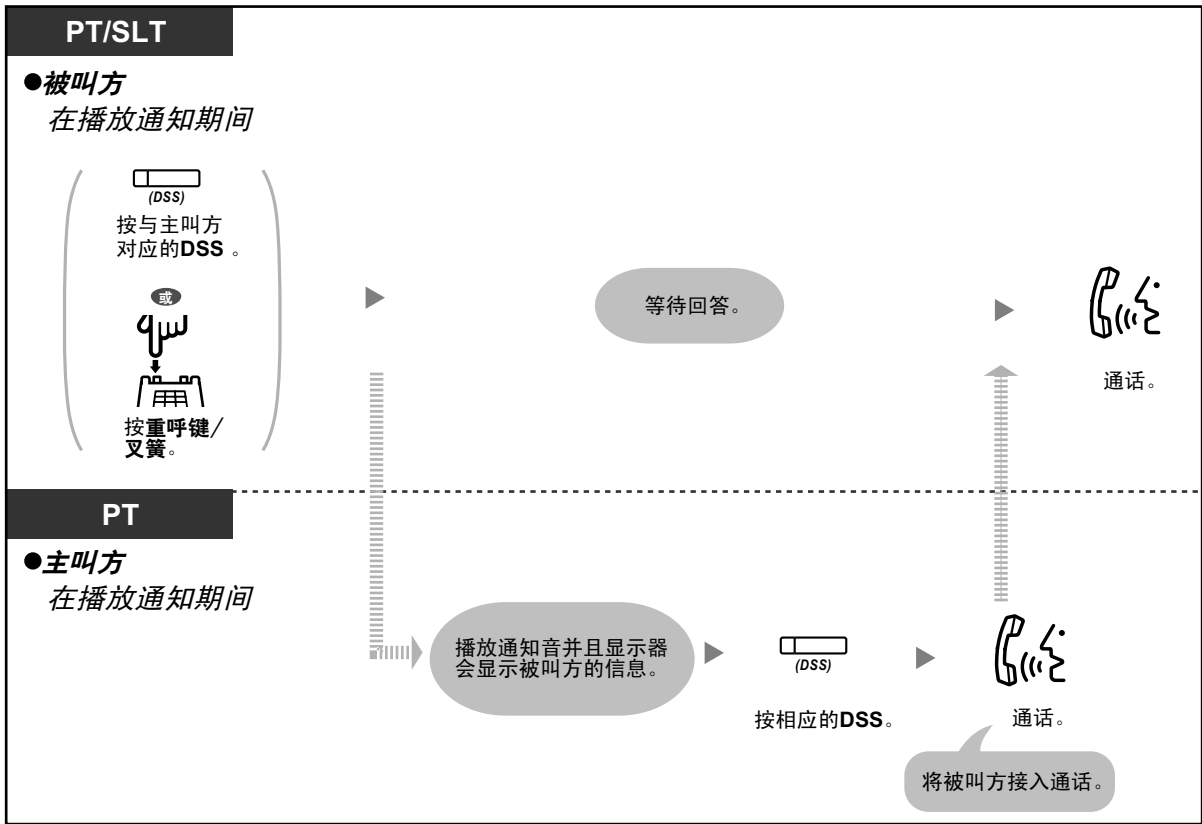 PT/SLT
●被叫方
在播放通知期间
(DSS)
按与主叫方
对应的DSS 。
或
按重呼键/
叉簧。
等待回答。
通话。
PT
●主叫方
在播放通知期间
播放通知音并且显示器
会显示被叫方的信息。
(DSS)
按相应的DSS。
通话。
将被叫方接入通话。